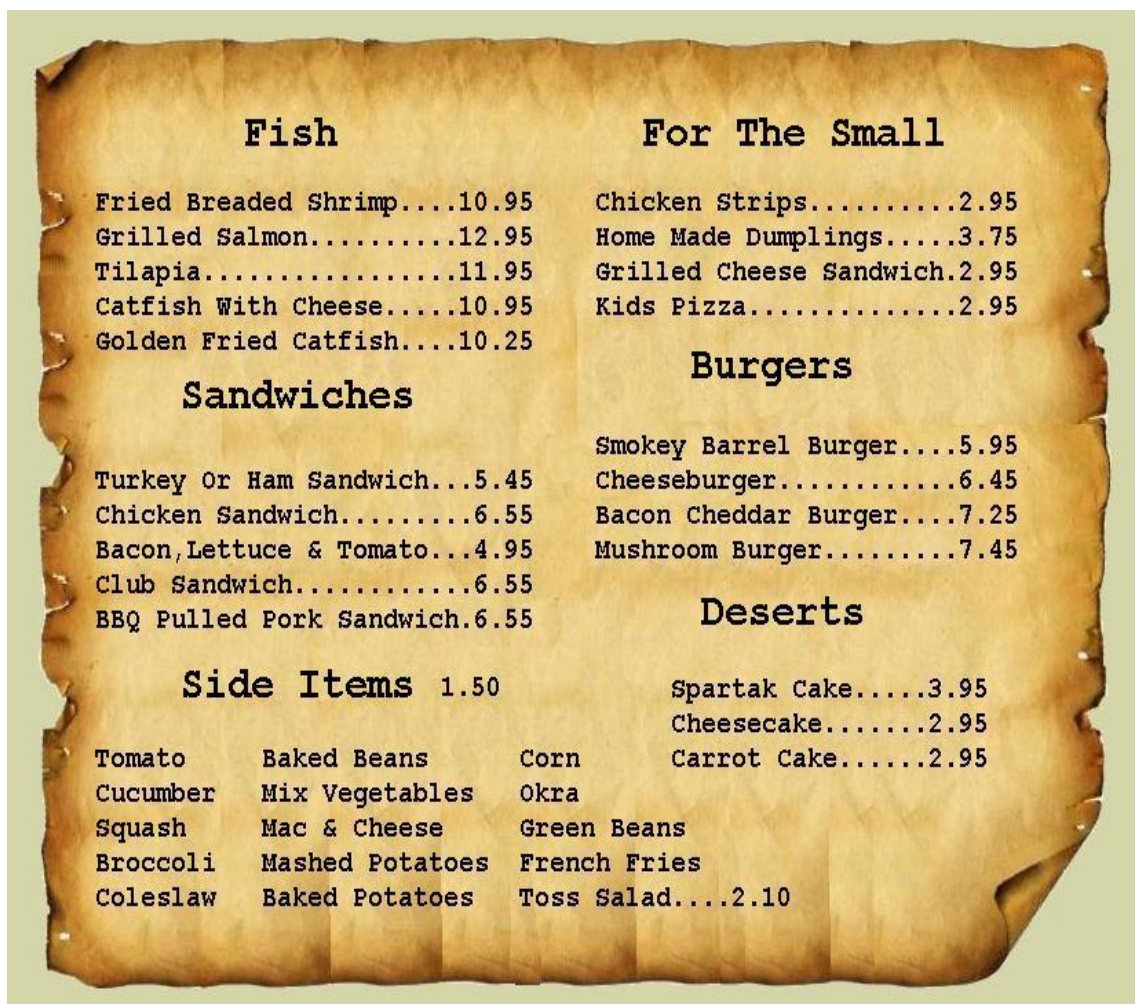 Fish
Fried Breaded Shrimp....10.95
Grilled Salmon..........12.95
Tilapia.................11.95
Catfish With Cheese.....10.95
Golden Fried Catfish....10.25
Sandwiches
Turkey Or Ham Sandwich...5.45
Chicken Sandwich.........6.55
Bacon,Lettuce & Tomato...4.95
Club Sandwich............6.55
BBQ Pulled Pork Sandwich.6.55
Side Items 1.50
Tomato Baked Beans Corn
Cucumber Mix Vegetables Okra
Squash Mac & Cheese Green Beans
Broccoli Mashed Potatoes French Fries
Coleslaw Baked Potatoes Toss Salad....2.10
For The Small
Chicken Strips..........2.95
Home Made Dumplings.....3.75
Grilled Cheese Sandwich.2.95
Kids Pizza..............2.95
Burgers
Smokey Barrel Burger....5.95
Cheeseburger............6.45
Bacon Cheddar Burger....7.25
Mushroom Burger.........7.45
Deserts
Spartak Cake.....3.95
Cheesecake.......2.95
Carrot Cake......2.95